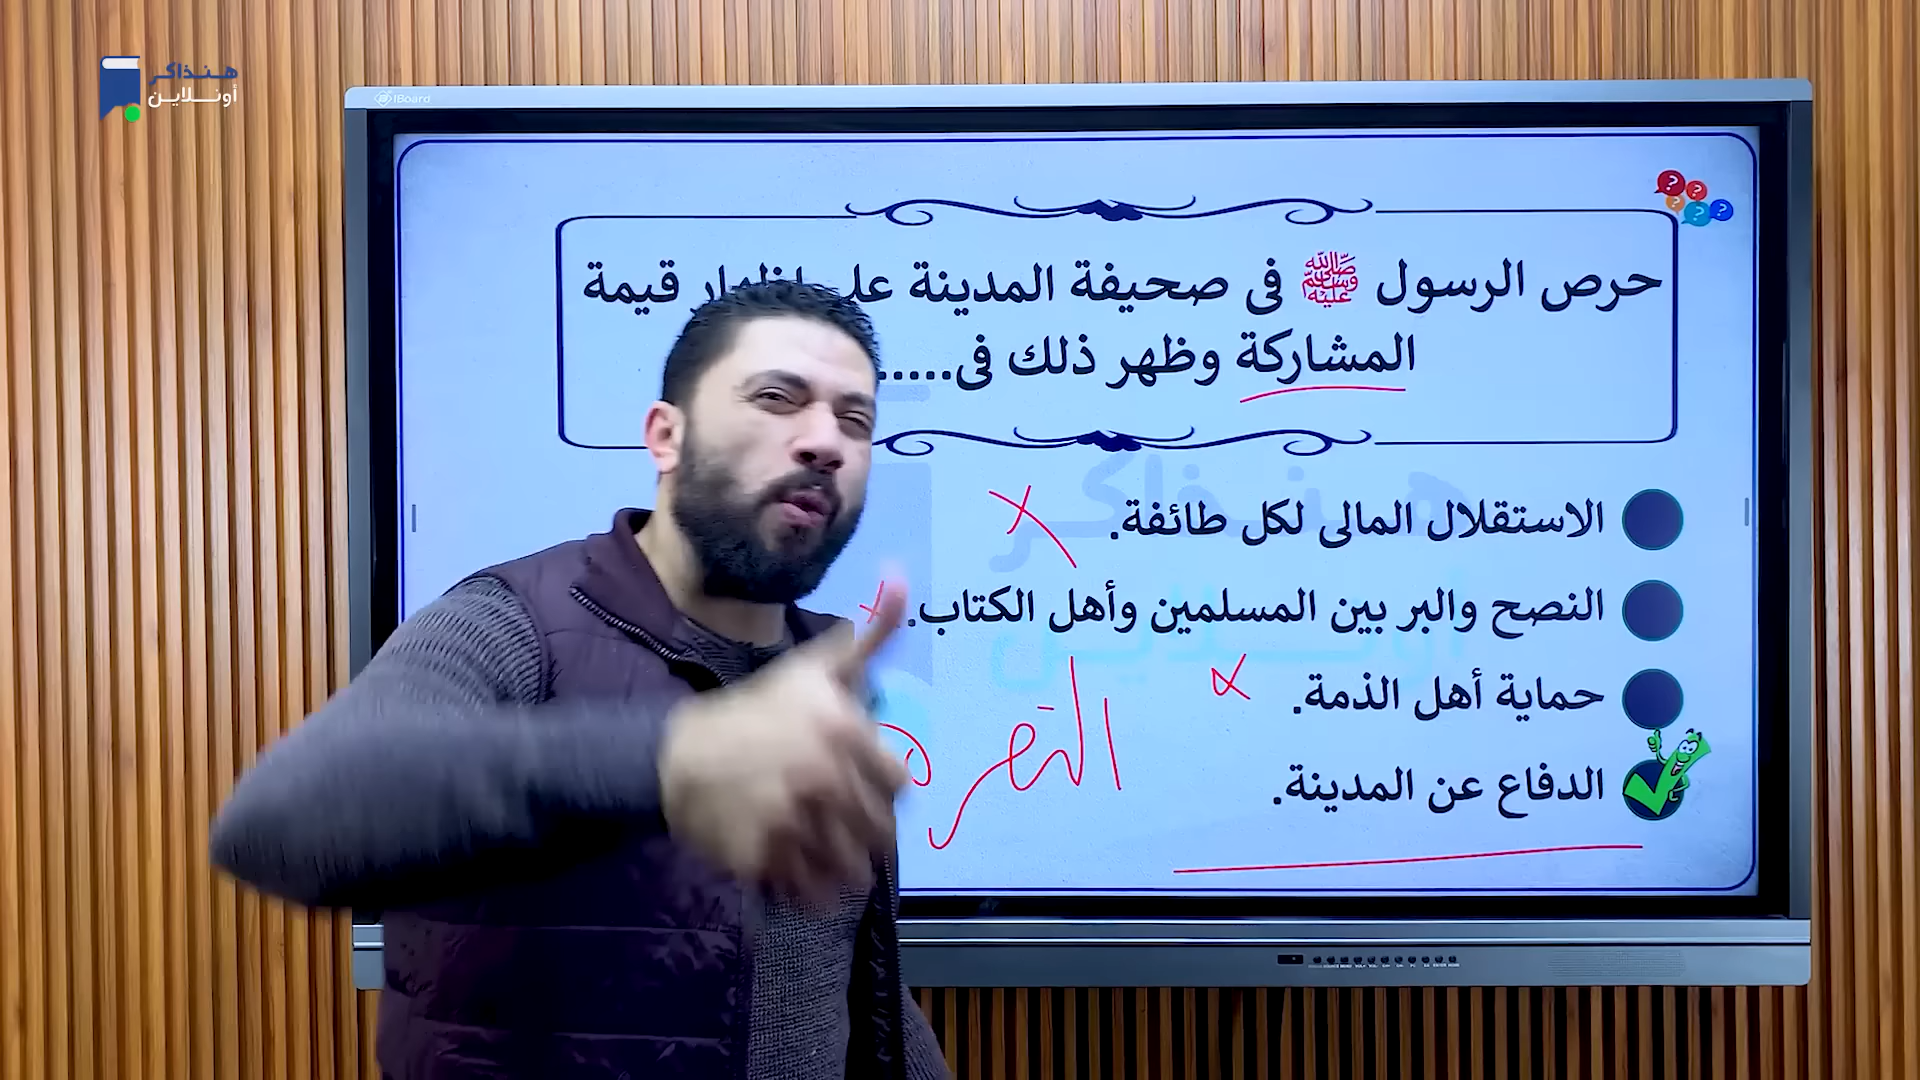 هنذاكر
أونلاين
IBoard
حرص الرسول ﷺ فى صحيفة المدينة على إظهار قيمة
المشاركة وظهر ذلك فى.....
الاستقلال المالى لكل طائفة.
النصح والبر بين المسلمين وأهل الكتاب.
حماية أهل الذمة.
الدفاع عن المدينة.